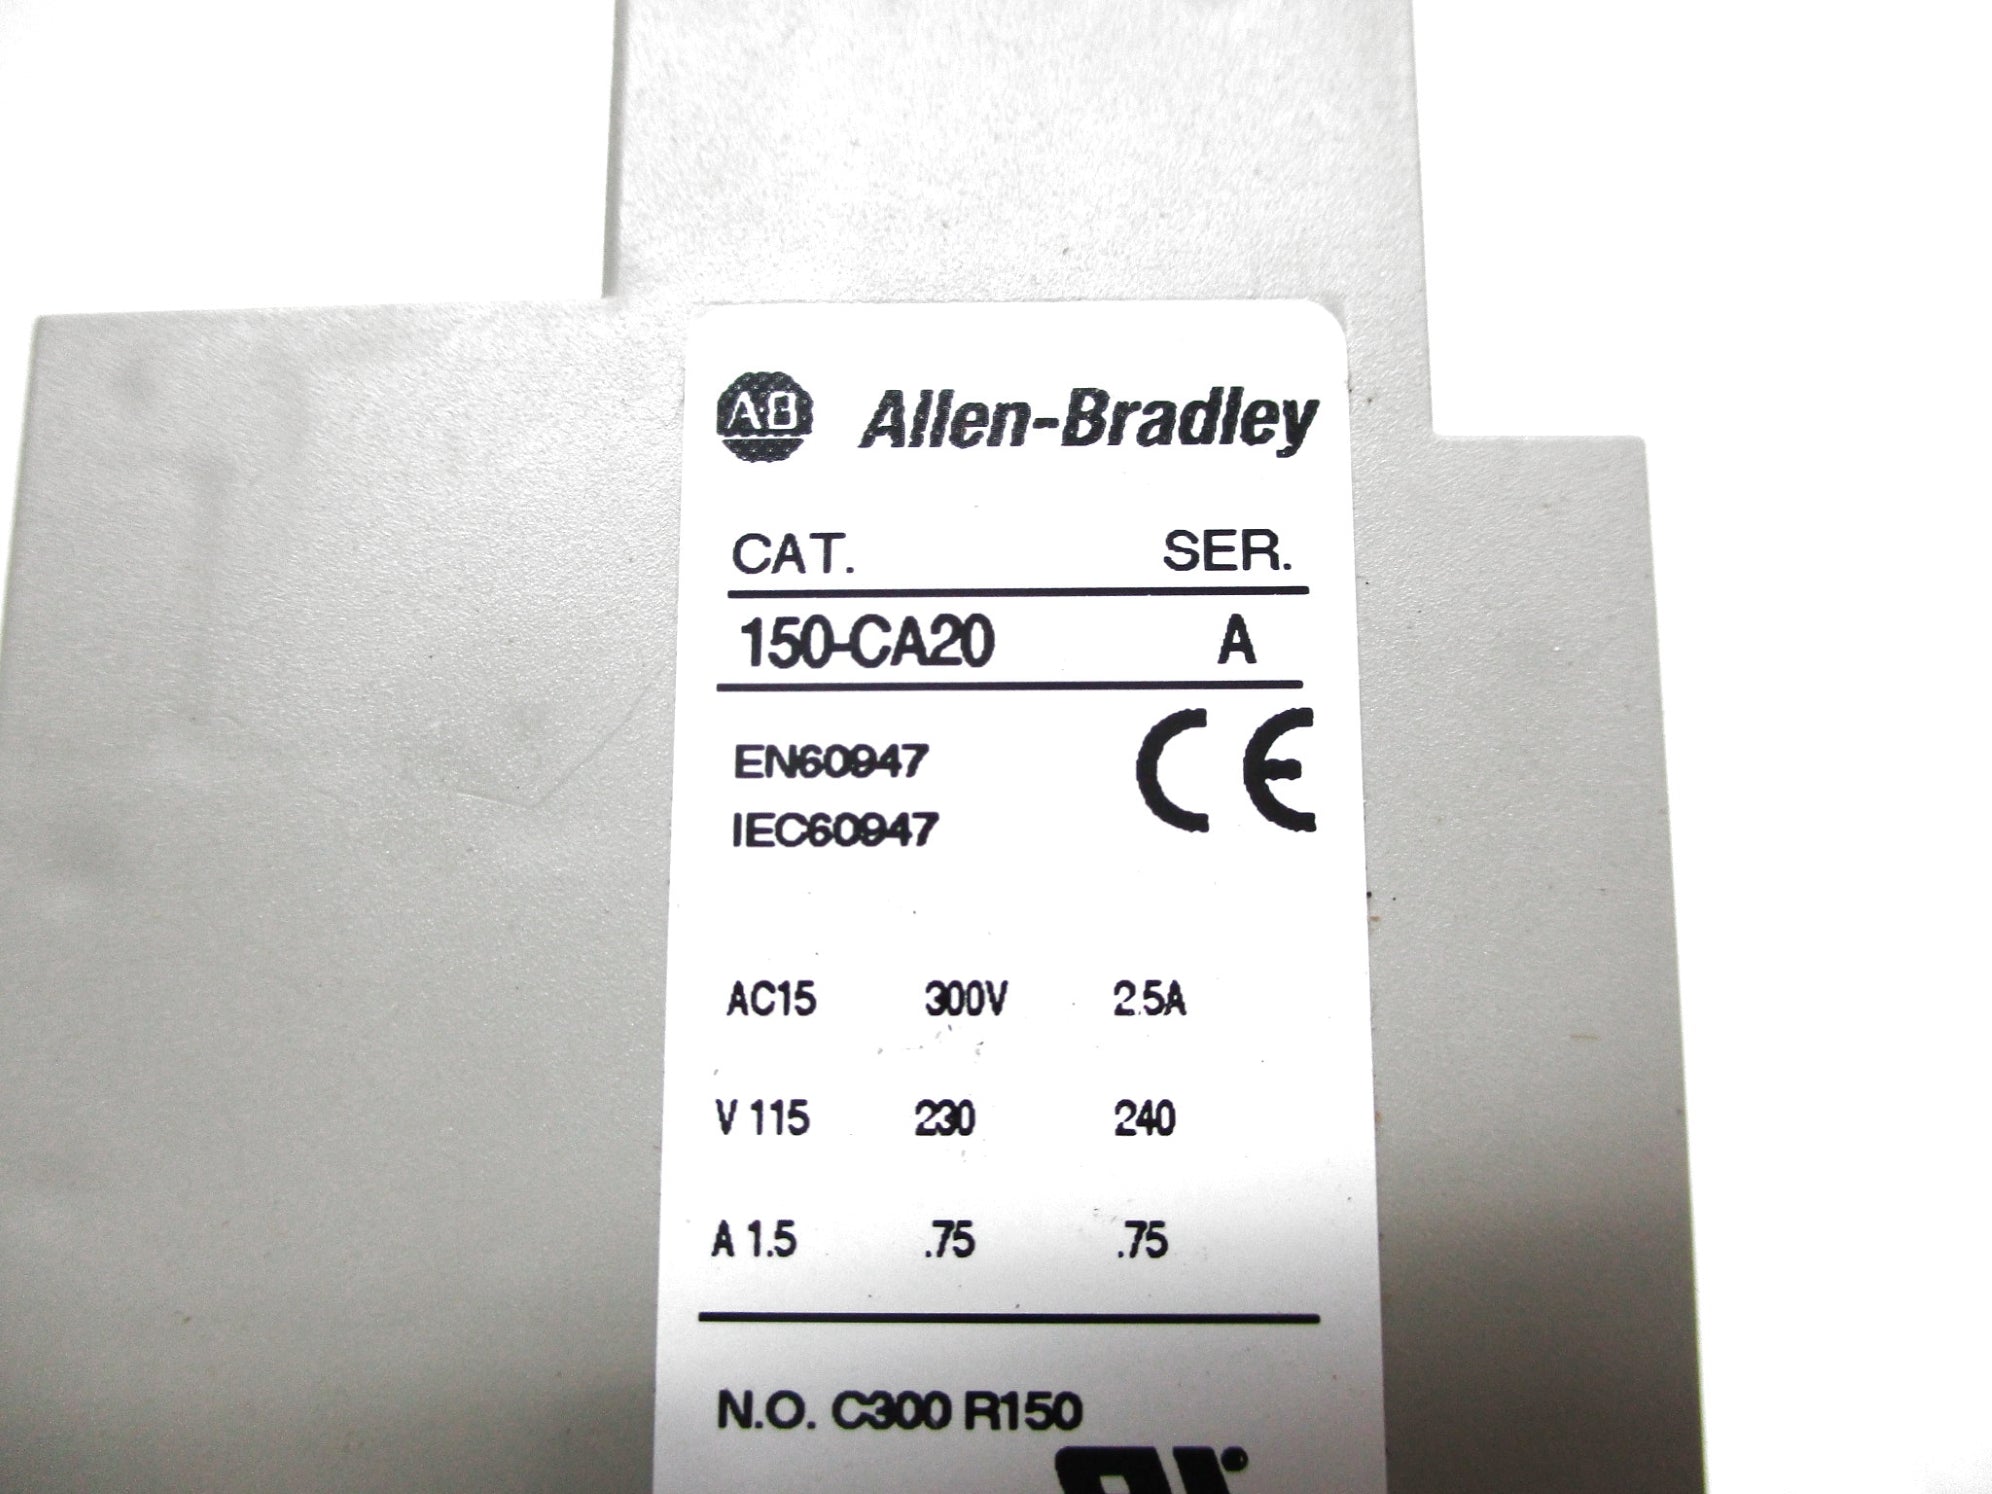 AB Allen-Bradley
CAT. SER.
150-CA20 A
EN60947 CE
IEC60947
AC15 300V 2.5A
V 115 230 240
A 1.5 .75 .75
N.O. C300 R150